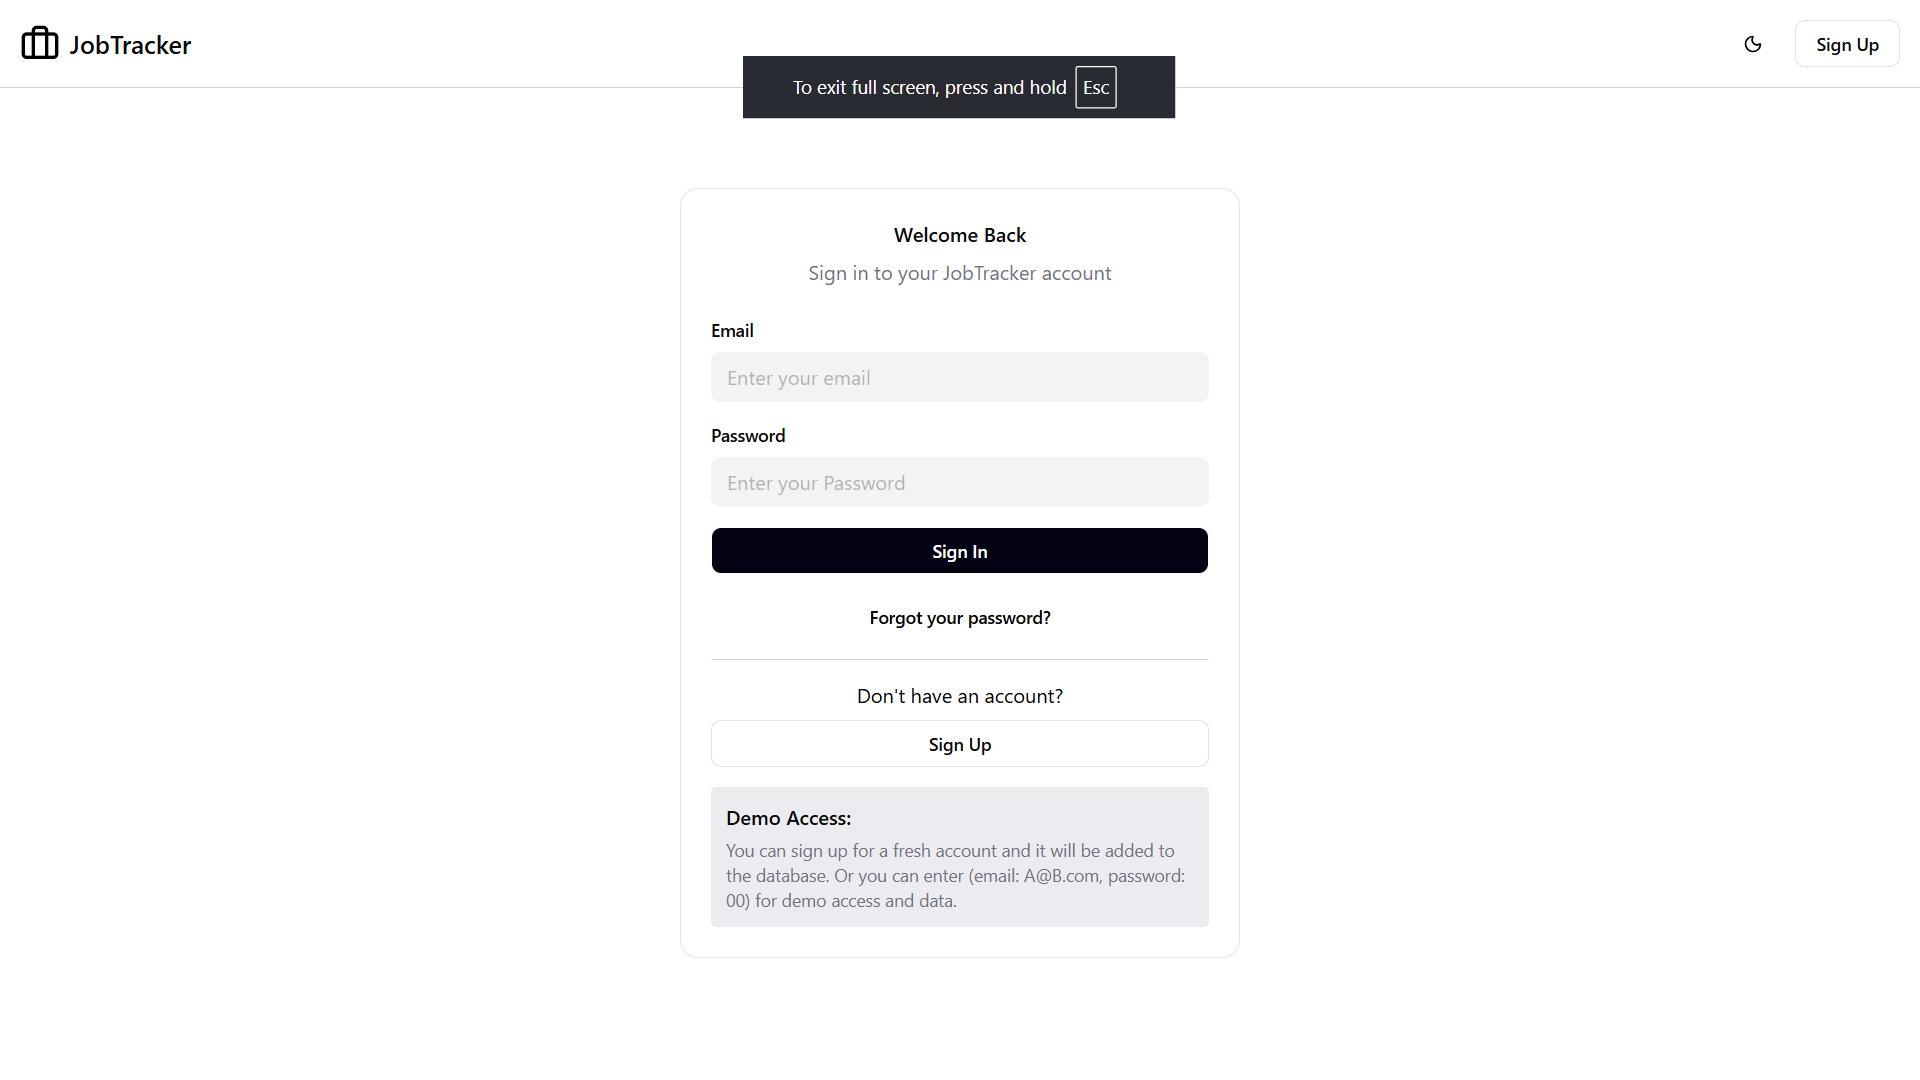 JobTracker
Sign Up
To exit full screen, press and hold Esc
Welcome Back
Sign in to your JobTracker account
Email
Enter your email
Password
Enter your Password
Sign In
Forgot your password?
Don't have an account?
Sign Up
Demo Access:
You can sign up for a fresh account and it will be added to
the database. Or you can enter (email: A@B.com, password:
00) for demo access and data.